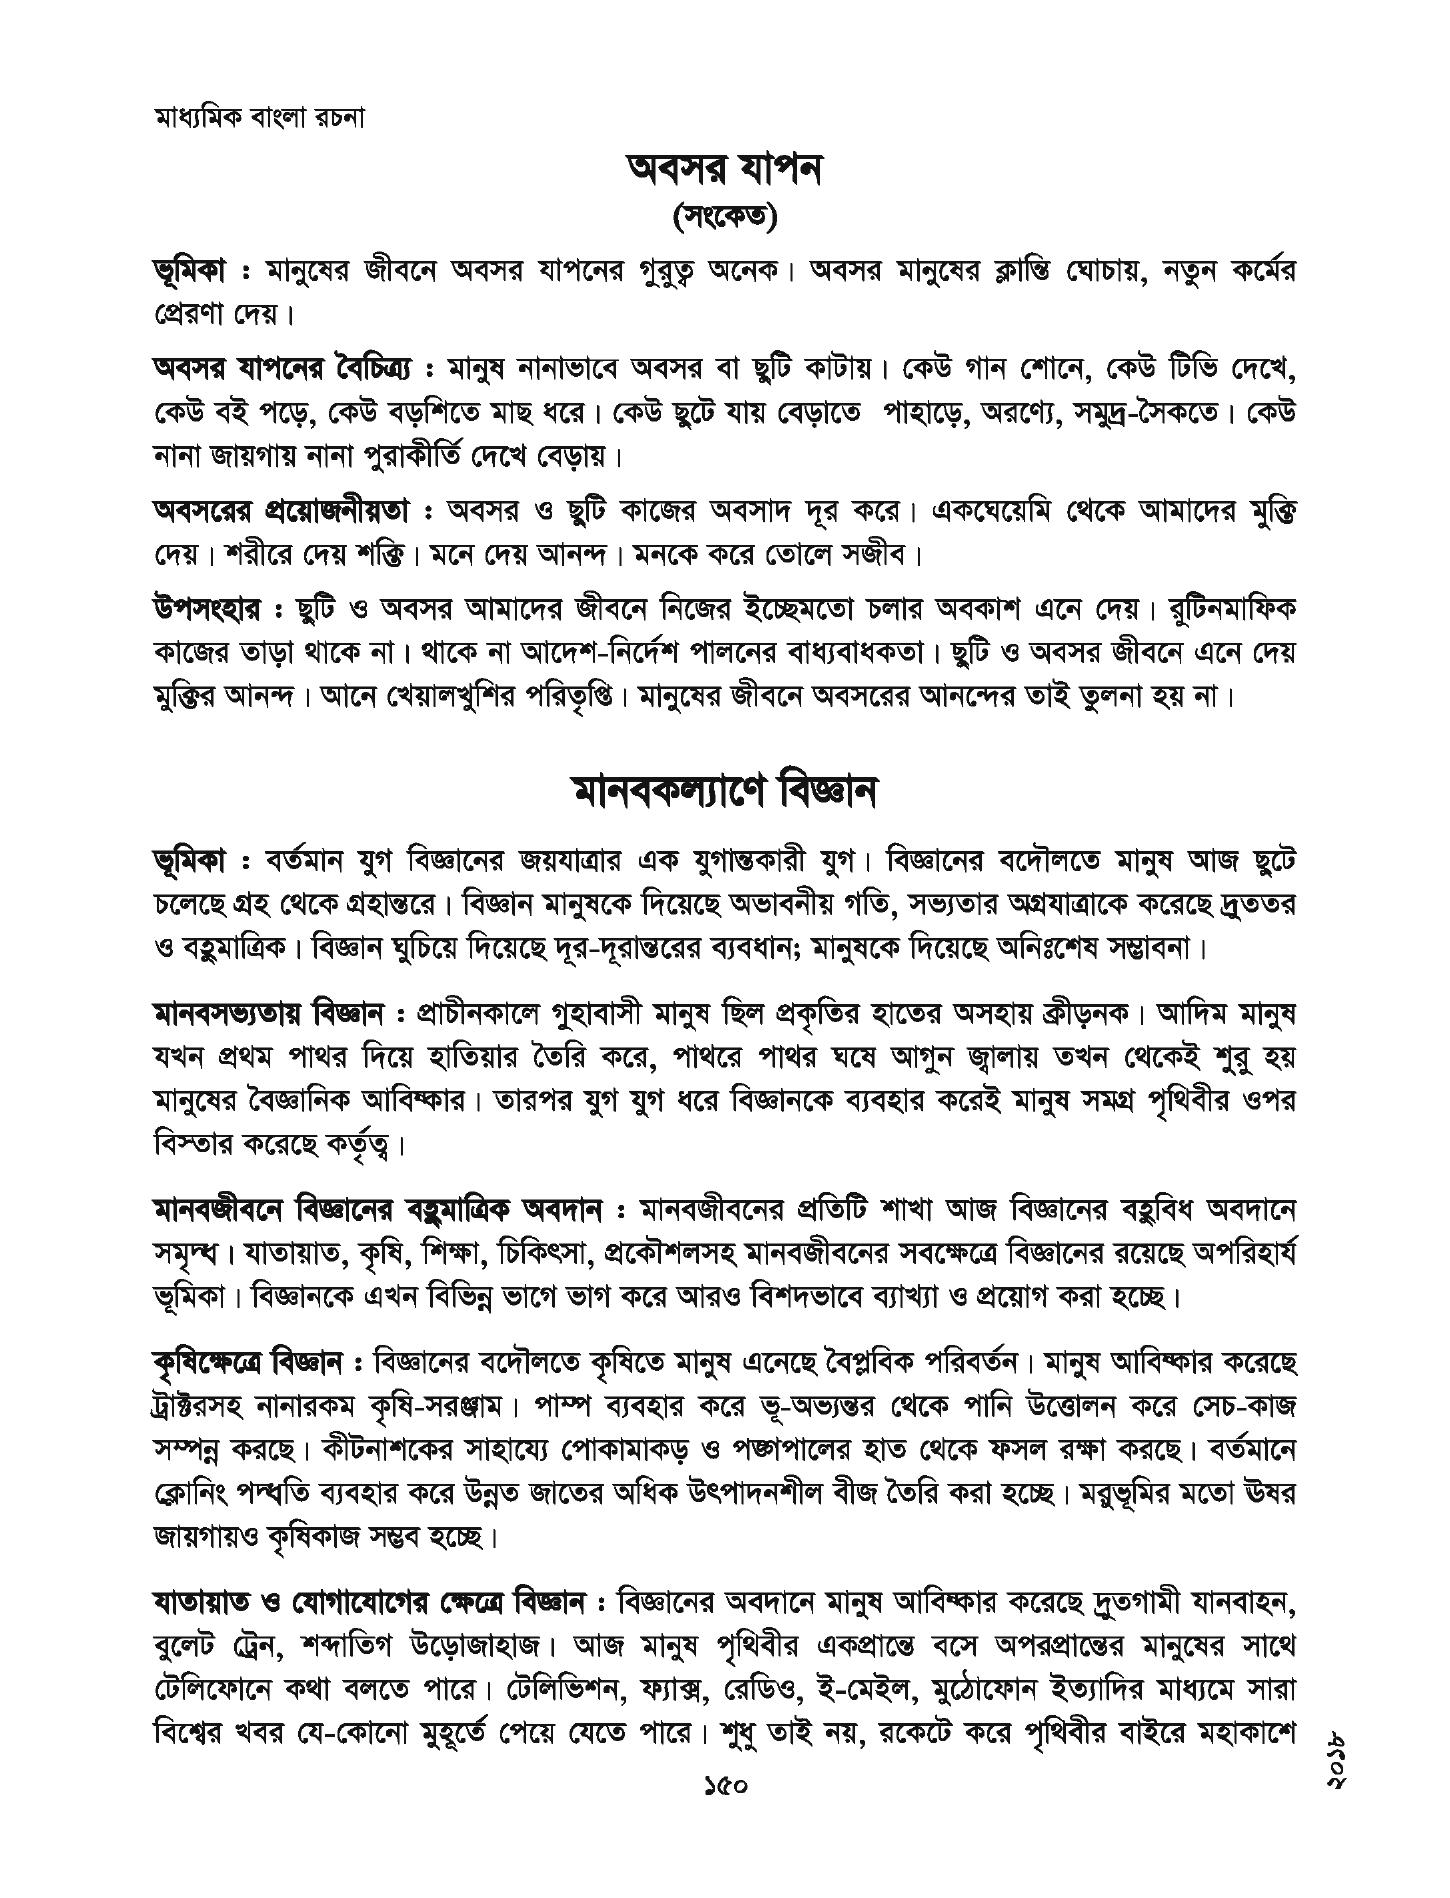 মাধ্যমিক বাংলা রচনা
অবসর যাপন
(সংকেত)
ভূমিকা : মানুষের জীবনে অবসর যাপনের গুরুত্ব অনেক। অবসর মানুষের ক্লান্তি ঘোচায়, নতুন কর্মের
প্রেরণা দেয়।
অবসর যাপনের বৈচিত্র্য : মানুষ নানাভাবে অবসর বা ছুটি কাটায়। কেউ গান শোনে, কেউ টিভি দেখে,
কেউ বই পড়ে, কেউ বড়শিতে মাছ ধরে। কেউ ছুটে যায় বেড়াতে পাহাড়ে, অরণ্যে, সমুদ্র-সৈকতে। কেউ
নানা জায়গায় নানা পুরাকীর্তি দেখে বেড়ায়।
অবসরের প্রয়োজনীয়তা : অবসর ও ছুটি কাজের অবসাদ দূর করে। একঘেয়েমি থেকে আমাদের মুক্তি
দেয়। শরীরে দেয় শক্তি। মনে দেয় আনন্দ। মনকে করে তোলে সজীব।
উপসংহার : ছুটি ও অবসর আমাদের জীবনে নিজের ইচ্ছেমতো চলার অবকাশ এনে দেয়। রুটিনমাফিক
কাজের তাড়া থাকে না। থাকে না আদেশ-নির্দেশ পালনের বাধ্যবাধকতা। ছুটি ও অবসর জীবনে এনে দেয়
মুক্তির আনন্দ। আনে খেয়ালখুশির পরিতৃপ্তি। মানুষের জীবনে অবসরের আনন্দের তাই তুলনা হয় না।
মানবকল্যাণে বিজ্ঞান
ভূমিকা : বর্তমান যুগ বিজ্ঞানের জয়যাত্রার এক যুগান্তকারী যুগ। বিজ্ঞানের বদৌলতে মানুষ আজ ছুটে
চলেছে গ্রহ থেকে গ্রহান্তরে। বিজ্ঞান মানুষকে দিয়েছে অভাবনীয় গতি, সভ্যতার অগ্রযাত্রাকে করেছে দ্রুততর
ও বহুমাত্রিক। বিজ্ঞান ঘুচিয়ে দিয়েছে দূর-দূরান্তরের ব্যবধান; মানুষকে দিয়েছে অনিঃশেষ সম্ভাবনা।
মানবসভ্যতায় বিজ্ঞান : প্রাচীনকালে গুহাবাসী মানুষ ছিল প্রকৃতির হাতের অসহায় ক্রীড়নক। আদিম মানুষ
যখন প্রথম পাথর দিয়ে হাতিয়ার তৈরি করে, পাথরে পাথর ঘষে আগুন জ্বালায় তখন থেকেই শুরু হয়
মানুষের বৈজ্ঞানিক আবিষ্কার। তারপর যুগ যুগ ধরে বিজ্ঞানকে ব্যবহার করেই মানুষ সমগ্র পৃথিবীর ওপর
বিস্তার করেছে কর্তৃত্ব।
মানবজীবনে বিজ্ঞানের বহুমাত্রিক অবদান : মানবজীবনের প্রতিটি শাখা আজ বিজ্ঞানের বহুবিধ অবদানে
সমৃদ্ধ। যাতায়াত, কৃষি, শিক্ষা, চিকিৎসা, প্রকৌশলসহ মানবজীবনের সবক্ষেত্রে বিজ্ঞানের রয়েছে অপরিহার্য
ভূমিকা। বিজ্ঞানকে এখন বিভিন্ন ভাগে ভাগ করে আরও বিশদভাবে ব্যাখ্যা ও প্রয়োগ করা হচ্ছে।
কৃষিক্ষেত্রে বিজ্ঞান : বিজ্ঞানের বদৌলতে কৃষিতে মানুষ এনেছে বৈপ্লবিক পরিবর্তন। মানুষ আবিষ্কার করেছে
ট্রাক্টরসহ নানারকম কৃষি-সরঞ্জাম। পাম্প ব্যবহার করে ভূ-অভ্যন্তর থেকে পানি উত্তোলন করে সেচ-কাজ
সম্পন্ন করছে। কীটনাশকের সাহায্যে পোকামাকড় ও পঙ্গপালের হাত থেকে ফসল রক্ষা করছে। বর্তমানে
ক্লোনিং পদ্ধতি ব্যবহার করে উন্নত জাতের অধিক উৎপাদনশীল বীজ তৈরি করা হচ্ছে। মরুভূমির মতো ঊষর
জায়গায়ও কৃষিকাজ সম্ভব হচ্ছে।
যাতায়াত ও যোগাযোগের ক্ষেত্রে বিজ্ঞান : বিজ্ঞানের অবদানে মানুষ আবিষ্কার করেছে দ্রুতগামী যানবাহন,
বুলেট ট্রেন, শব্দাতিগ উড়োজাহাজ। আজ মানুষ পৃথিবীর একপ্রান্তে বসে অপরপ্রান্তের মানুষের সাথে
টেলিফোনে কথা বলতে পারে। টেলিভিশন, ফ্যাক্স, রেডিও, ই-মেইল, মুঠোফোন ইত্যাদির মাধ্যমে সারা
বিশ্বের খবর যে-কোনো মুহূর্তে পেয়ে যেতে পারে। শুধু তাই নয়, রকেটে করে পৃথিবীর বাইরে মহাকাশে
১৫০
২০১৮